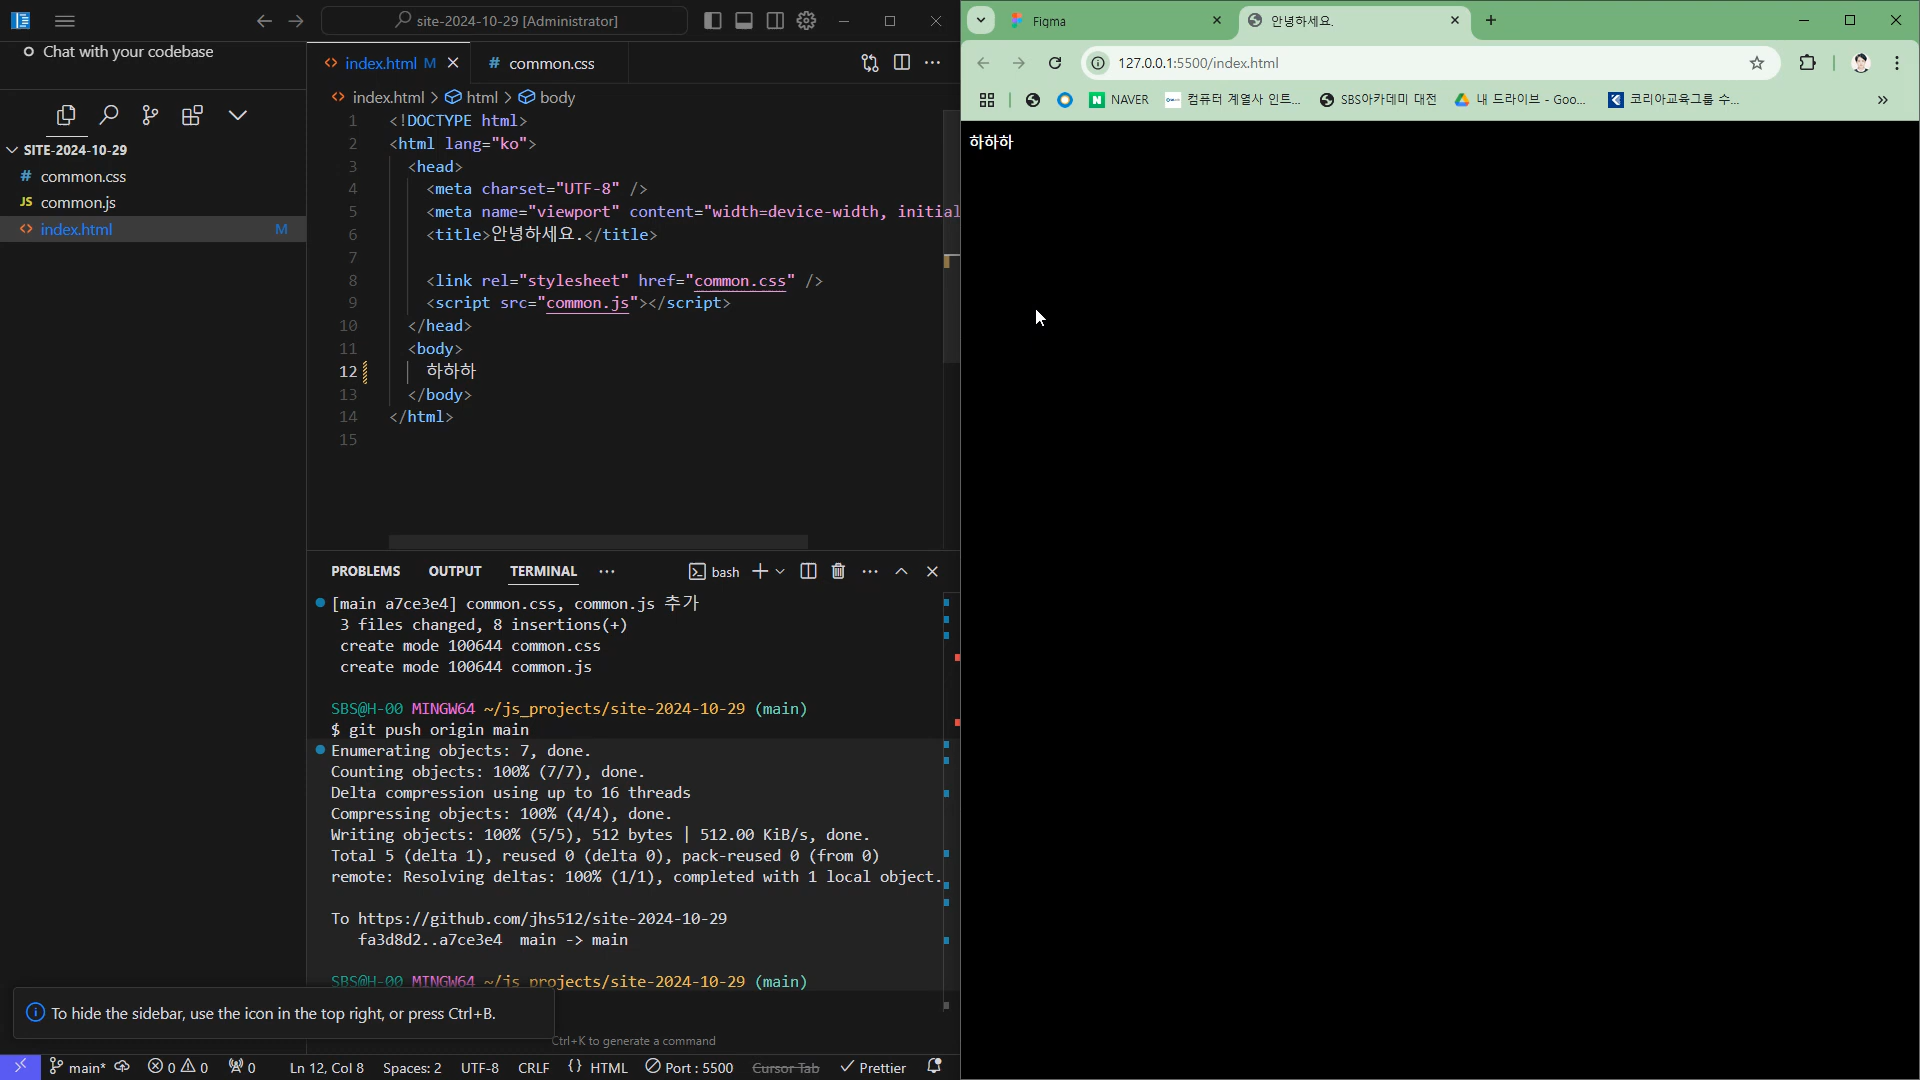 site-2024-10-29 [Administrator]
Chat with your codebase
SITE-2024-10-29
# common.css
JS common.js
<> index.html M
<> index.html M
# common.css
<> index.html > html > body
1 <!DOCTYPE html>
2 <html lang="ko">
3 <head>
4 <meta charset="UTF-8" />
5 <meta name="viewport" content="width=device-width, initial
6 <title>안녕하세요.</title>
7
8 <link rel="stylesheet" href="common.css" />
9 <script src="common.js"></script>
10 </head>
11 <body>
12 하하하
13 </body>
14 </html>
15
PROBLEMS OUTPUT TERMINAL ... bash
[main a7ce3e4] common.css, common.js 추가
3 files changed, 8 insertions(+)
create mode 100644 common.css
create mode 100644 common.js
SBS@H-00 MINGW64 ~/js_projects/site-2024-10-29 (main)
$ git push origin main
Enumerating objects: 7, done.
Counting objects: 100% (7/7), done.
Delta compression using up to 16 threads
Compressing objects: 100% (4/4), done.
Writing objects: 100% (5/5), 512 bytes | 512.00 KiB/s, done.
Total 5 (delta 1), reused 0 (delta 0), pack-reused 0 (from 0)
remote: Resolving deltas: 100% (1/1), completed with 1 local object.
To https://github.com/jhs512/site-2024-10-29
fa3d8d2..a7ce3e4 main -> main
SBS@H-00 MINGW64 ~/js_projects/site-2024-10-29 (main)
To hide the sidebar, use the icon in the top right, or press Ctrl+B.
Ctrl+K to generate a command
main* 0 0 0 Ln 12, Col 8 Spaces: 2 UTF-8 CRLF {} HTML Port : 5500 Cursor Tab Prettier
Figma
안녕하세요.
127.0.0.1:5500/index.html
NAVER 컴퓨터 계열사 인트... SBS아카데미 대전 내 드라이브 - Goo... 코리아교육그룹 수... »
하하하